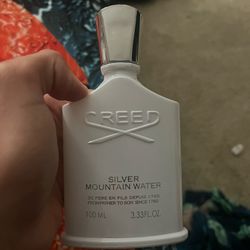 CREED
SILVER
MOUNTAIN WATER
DE PERE EN FILS DEPUIS 1760
FROM FATHER TO SON SINCE 1760
100 ML 3.33FL.OZ.